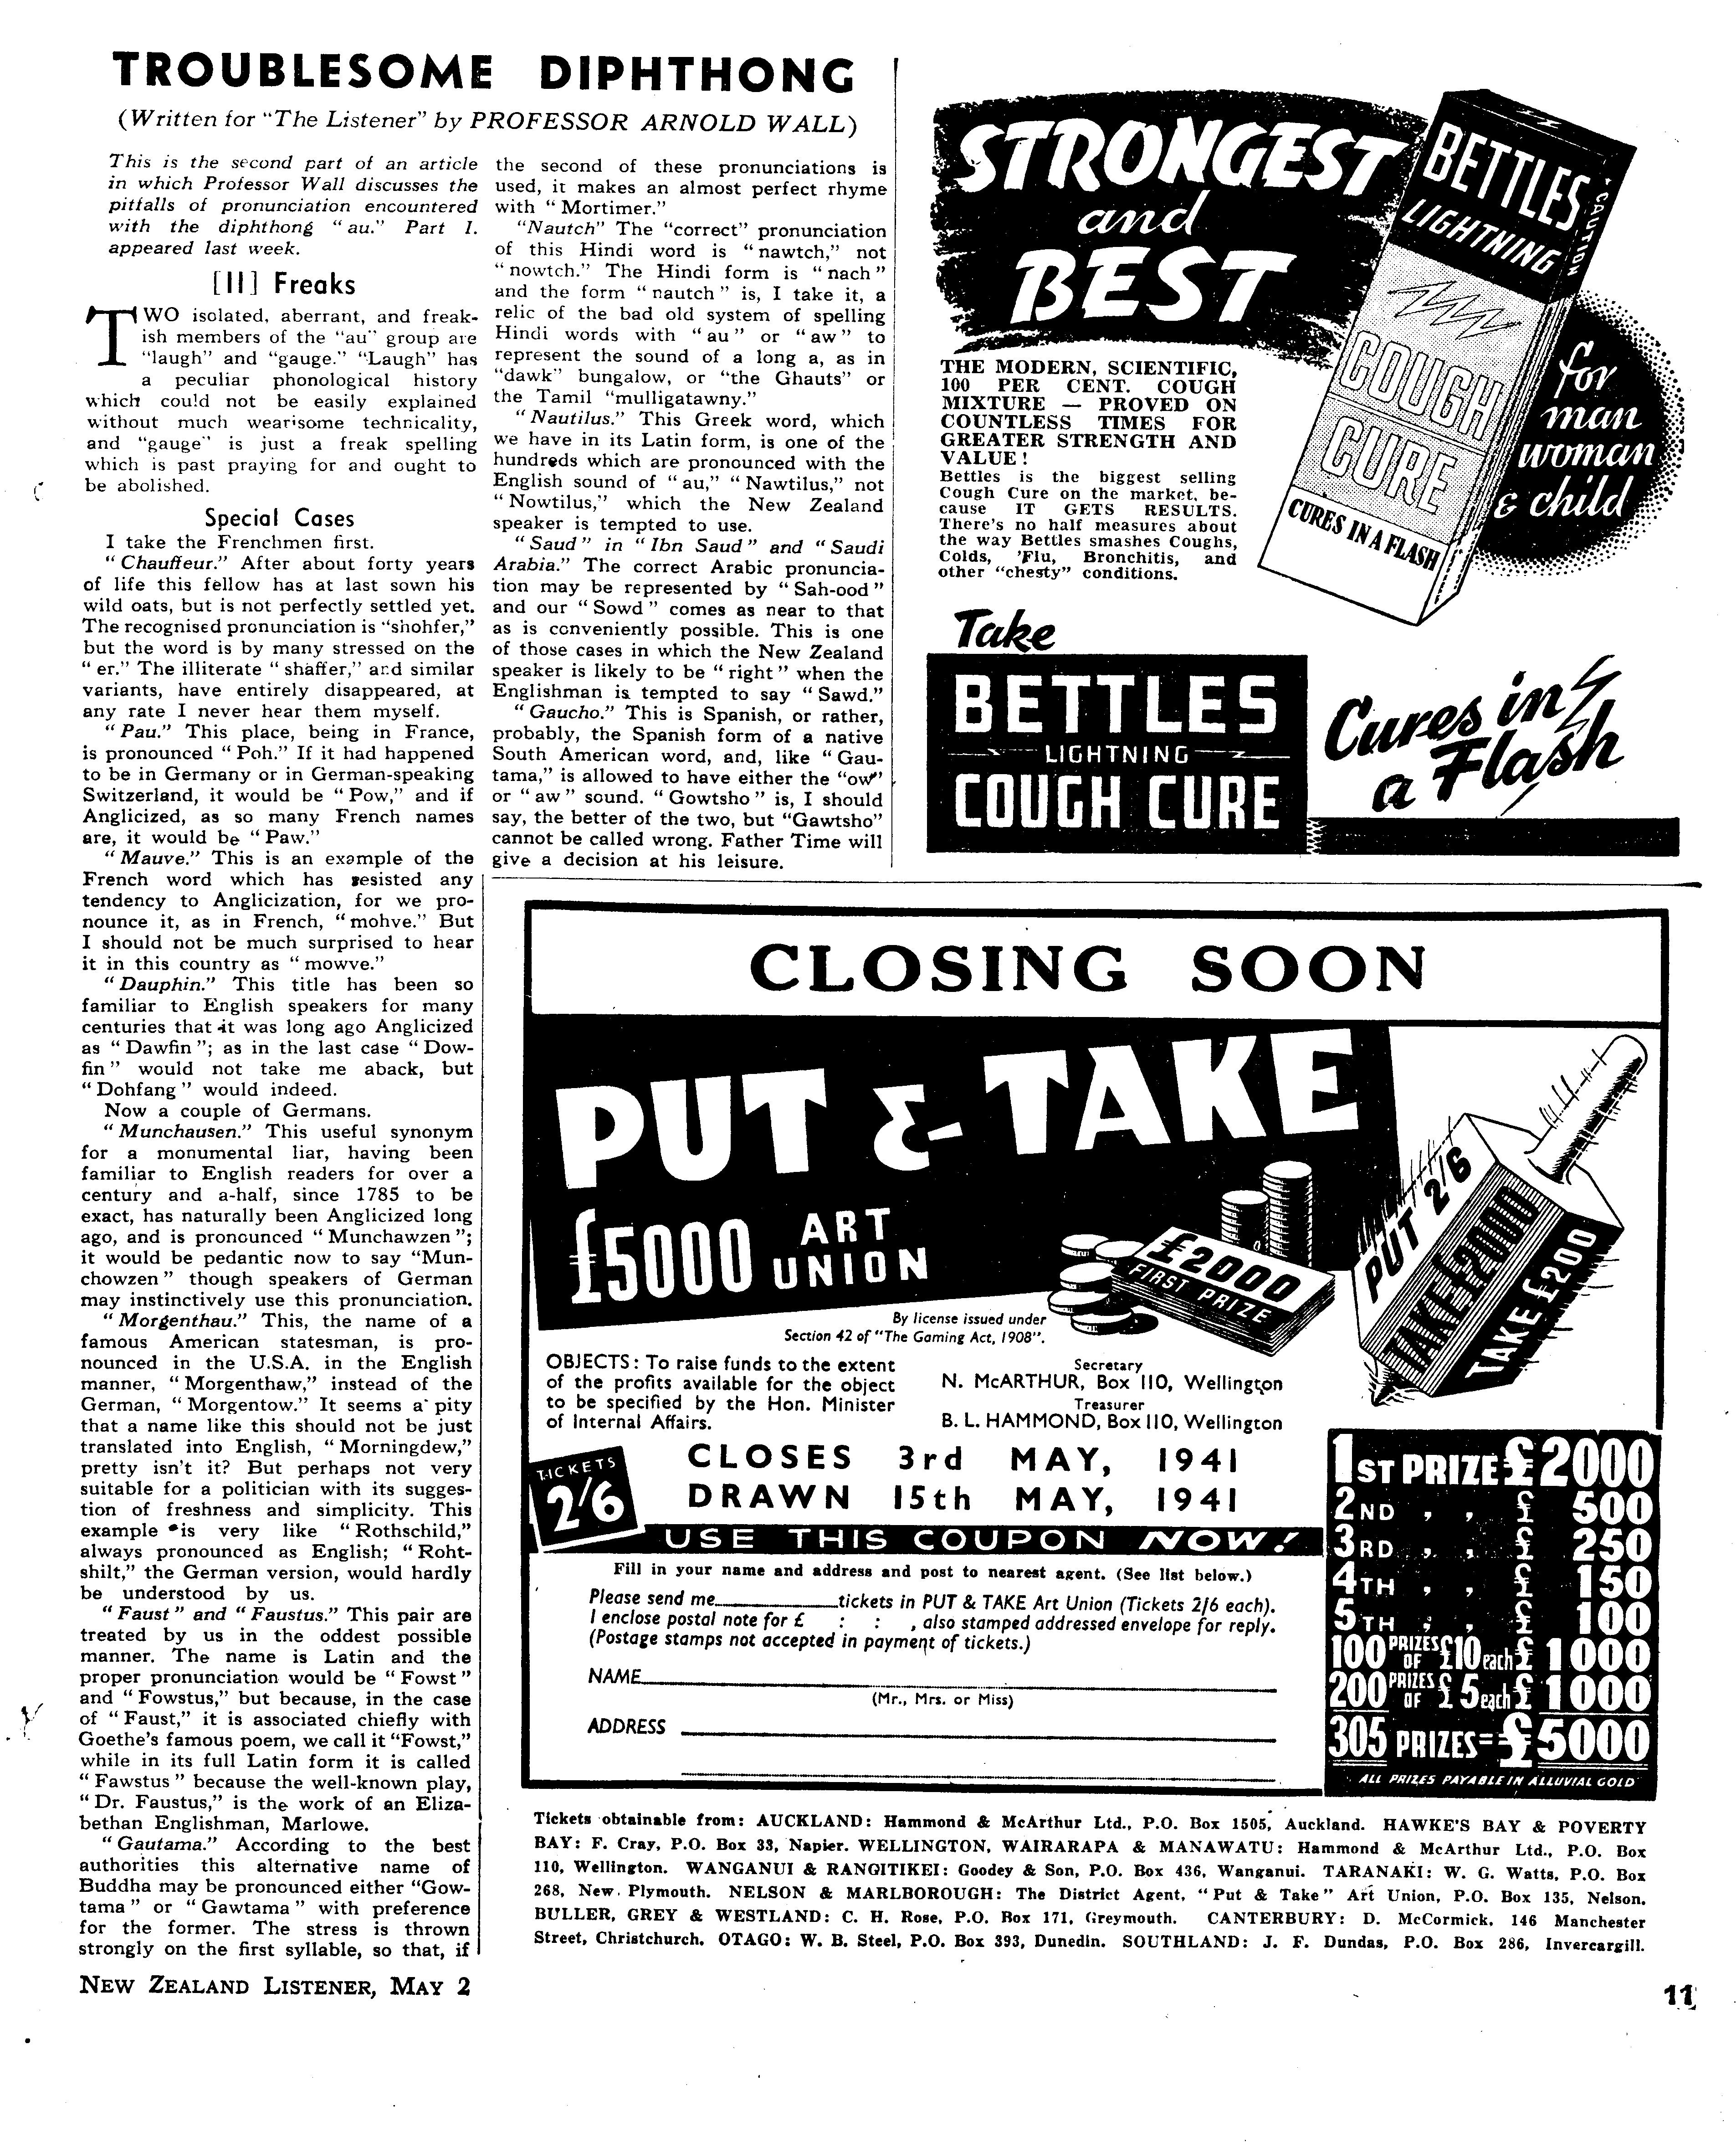 TROUBLESOME DIPHTHONG
(Written for "The Listener" by PROFESSOR ARNOLD WALL)
This is the second part of an article
in which Professor Wall discusses the
pitfalls of pronunciation encountered
with the diphthong "au." Part I.
appeared last week.
[II] Freaks
TWO isolated, aberrant, and freak-
ish members of the "au" group are
"laugh" and "gauge." "Laugh" has
a peculiar phonological history
which could not be easily explained
without much wearisome technicality,
and "gauge" is just a freak spelling
which is past praying for and ought to
be abolished.
Special Cases
I take the Frenchmen first.
"Chauffeur." After about forty years
of life this fellow has at last sown his
wild oats, but is not perfectly settled yet.
The recognised pronunciation is "shohfer,"
but the word is by many stressed on the
"er." The illiterate "shaffer," and similar
variants, have entirely disappeared, at
any rate I never hear them myself.
"Pau." This place, being in France,
is pronounced "Poh." If it had happened
to be in Germany or in German-speaking
Switzerland, it would be "Pow," and if
Anglicized, as so many French names
are, it would be "Paw."
"Mauve." This is an example of the
French word which has resisted any
tendency to Anglicization, for we pro-
nounce it, as in French, "mohve." But
I should not be much surprised to hear
it in this country as "mowve."
"Dauphin." This title has been so
familiar to English speakers for many
centuries that it was long ago Anglicized
as "Dawfin"; as in the last case "Dow-
fin" would not take me aback, but
"Dohfang" would indeed.
Now a couple of Germans.
"Munchausen." This useful synonym
for a monumental liar, having been
familiar to English readers for over a
century and a-half, since 1785 to be
exact, has naturally been Anglicized long
ago, and is pronounced "Munchawzen";
it would be pedantic now to say "Mun-
chowzen" though speakers of German
may instinctively use this pronunciation.
"Morgenthau." This, the name of a
famous American statesman, is pro-
nounced in the U.S.A. in the English
manner, "Morgenthaw," instead of the
German, "Morgentow." It seems a pity
that a name like this should not be just
translated into English, "Morningdew,"
pretty isn't it? But perhaps not very
suitable for a politician with its sugges-
tion of freshness and simplicity. This
example is very like "Rothschild,"
always pronounced as English; "Roht-
shilt," the German version, would hardly
be understood by us.
"Faust" and "Faustus." This pair are
treated by us in the oddest possible
manner. The name is Latin and the
proper pronunciation would be "Fowst"
and "Fowstus," but because, in the case
of "Faust," it is associated chiefly with
Goethe's famous poem, we call it "Fowst,"
while in its full Latin form it is called
"Fawstus" because the well-known play,
"Dr. Faustus," is the work of an Eliza-
bethan Englishman, Marlowe.
"Gautama." According to the best
authorities this alternative name of
Buddha may be pronounced either "Gow-
tama" or "Gawtama" with preference
for the former. The stress is thrown
strongly on the first syllable, so that, if
the second of these pronunciations is
used, it makes an almost perfect rhyme
with "Mortimer."
"Nautch" The "correct" pronunciation
of this Hindi word is "nawtch," not
"nowtch." The Hindi form is "nach"
and the form "nautch" is, I take it, a
relic of the bad old system of spelling
Hindi words with "au" or "aw" to
represent the sound of a long a, as in
"dawk" bungalow, or "the Ghauts" or
the Tamil "mulligatawny."
"Nautilus." This Greek word, which
we have in its Latin form, is one of the
hundreds which are pronounced with the
English sound of "au," "Nawtilus," not
"Nowtilus," which the New Zealand
speaker is tempted to use.
"Saud" in "Ibn Saud" and "Saudi
Arabia." The correct Arabic pronuncia-
tion may be represented by "Sah-ood"
and our "Sowd" comes as near to that
as is conveniently possible. This is one
of those cases in which the New Zealand
speaker is likely to be "right" when the
Englishman is tempted to say "Sawd."
"Gaucho." This is Spanish, or rather,
probably, the Spanish form of a native
South American word, and, like "Gau-
tama," is allowed to have either the "ow"
or "aw" sound. "Gowtsho" is, I should
say, the better of the two, but "Gawtsho"
cannot be called wrong. Father Time will
give a decision at his leisure.
STRONGEST
and
BEST
BETTLES
LIGHTNING
CAUTION
COUGH
CURE
CURES IN A FLASH
for
man
woman
& child
THE MODERN, SCIENTIFIC,
100 PER CENT. COUGH
MIXTURE — PROVED ON
COUNTLESS TIMES FOR
GREATER STRENGTH AND
VALUE!
Bettles is the biggest selling
Cough Cure on the market, be-
cause IT GETS RESULTS.
There's no half measures about
the way Bettles smashes Coughs,
Colds, 'Flu, Bronchitis, and
other "chesty" conditions.
Take
BETTLES
LIGHTNING
COUGH CURE
Cures in
a Flash
CLOSING SOON
PUT & TAKE
£5000 ART
UNION
£2000
FIRST PRIZE
PUT 2/6
TAKE £2000
TAKE £200
By license issued under
Section 42 of "The Gaming Act, 1908".
OBJECTS: To raise funds to the extent
of the profits available for the object
to be specified by the Hon. Minister
of Internal Affairs.
Secretary
N. McARTHUR, Box 110, Wellington
Treasurer
B. L. HAMMOND, Box 110, Wellington
TICKETS
2/6
CLOSES 3rd MAY, 1941
DRAWN 15th MAY, 1941
USE THIS COUPON NOW!
Fill in your name and address and post to nearest agent. (See list below.)
Please send me tickets in PUT & TAKE Art Union (Tickets 2/6 each).
I enclose postal note for £ : : , also stamped addressed envelope for reply.
(Postage stamps not accepted in payment of tickets.)
NAME
(Mr., Mrs. or Miss)
ADDRESS
1ST PRIZE £2000
2ND , , £ 500
3RD , , £ 250
4TH , , £ 150
5TH , , £ 100
100 PRIZES OF £10 each £1000
200 PRIZES OF £5 each £1000
305 PRIZES = £5000
ALL PRIZES PAYABLE IN ALLUVIAL GOLD
Tickets obtainable from: AUCKLAND: Hammond & McArthur Ltd., P.O. Box 1505, Auckland. HAWKE'S BAY & POVERTY
BAY: F. Cray, P.O. Box 33, Napier. WELLINGTON, WAIRARAPA & MANAWATU: Hammond & McArthur Ltd., P.O. Box
110, Wellington. WANGANUI & RANGITIKEI: Goodey & Son, P.O. Box 436, Wanganui. TARANAKI: W. G. Watts, P.O. Box
268, New Plymouth. NELSON & MARLBOROUGH: The District Agent, "Put & Take" Art Union, P.O. Box 135, Nelson.
BULLER, GREY & WESTLAND: C. H. Rose, P.O. Box 171, Greymouth. CANTERBURY: D. McCormick, 146 Manchester
Street, Christchurch. OTAGO: W. B. Steel, P.O. Box 393, Dunedin. SOUTHLAND: J. F. Dundas, P.O. Box 286, Invercargill.
NEW ZEALAND LISTENER, MAY 2
11